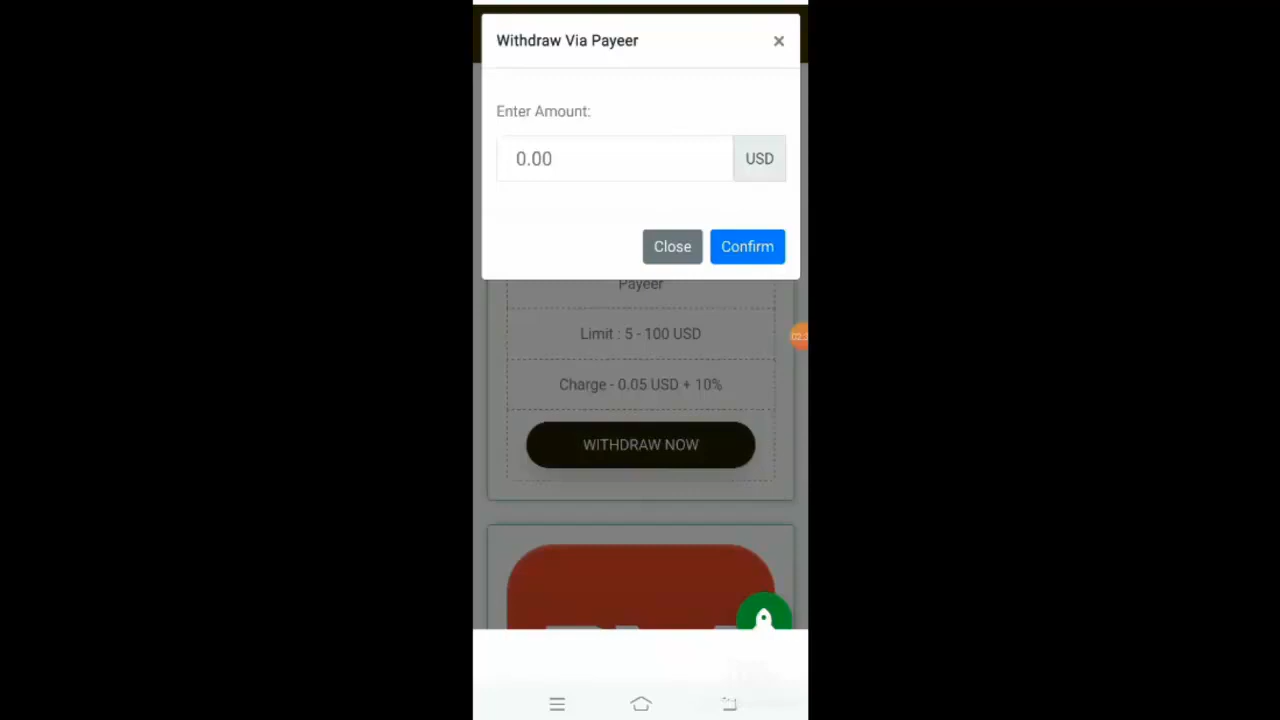 Withdraw Via Payeer ×
Enter Amount:
0.00 USD
Close Confirm
Payeer
Limit : 5 - 100 USD
Charge - 0.05 USD + 10%
WITHDRAW NOW